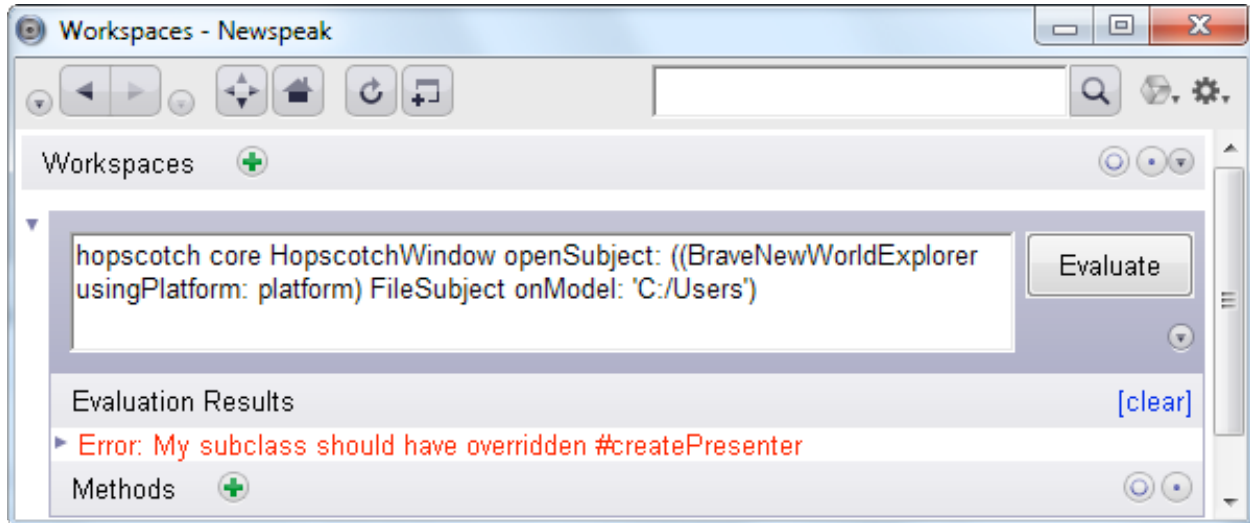 Workspaces - Newspeak
Workspaces
hopscotch core HopscotchWindow openSubject: ((BraveNewWorldExplorer
usingPlatform: platform) FileSubject onModel: 'C:/Users')
Evaluate
Evaluation Results [clear]
Error: My subclass should have overridden #createPresenter
Methods